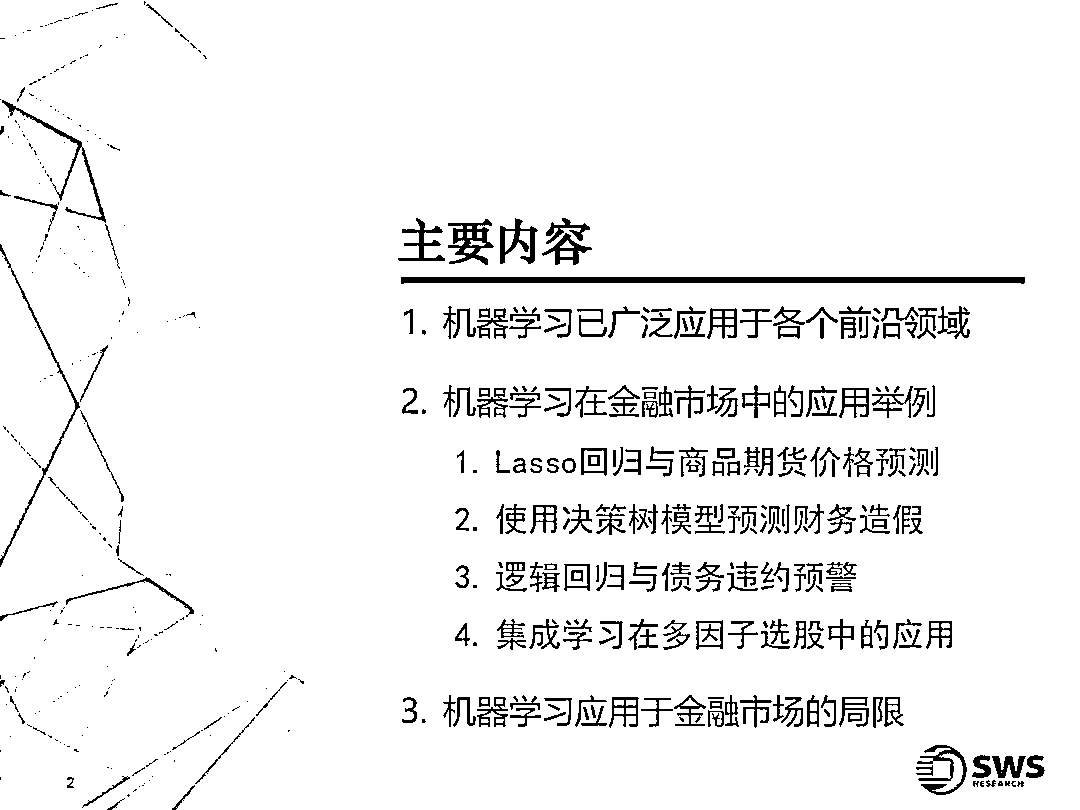 主要内容
1. 机器学习已广泛应用于各个前沿领域
2. 机器学习在金融市场中的应用举例
1. Lasso回归与商品期货价格预测
2. 使用决策树模型预测财务造假
3. 逻辑回归与债务违约预警
4. 集成学习在多因子选股中的应用
3. 机器学习应用于金融市场的局限
2
SWS
RESEARCH